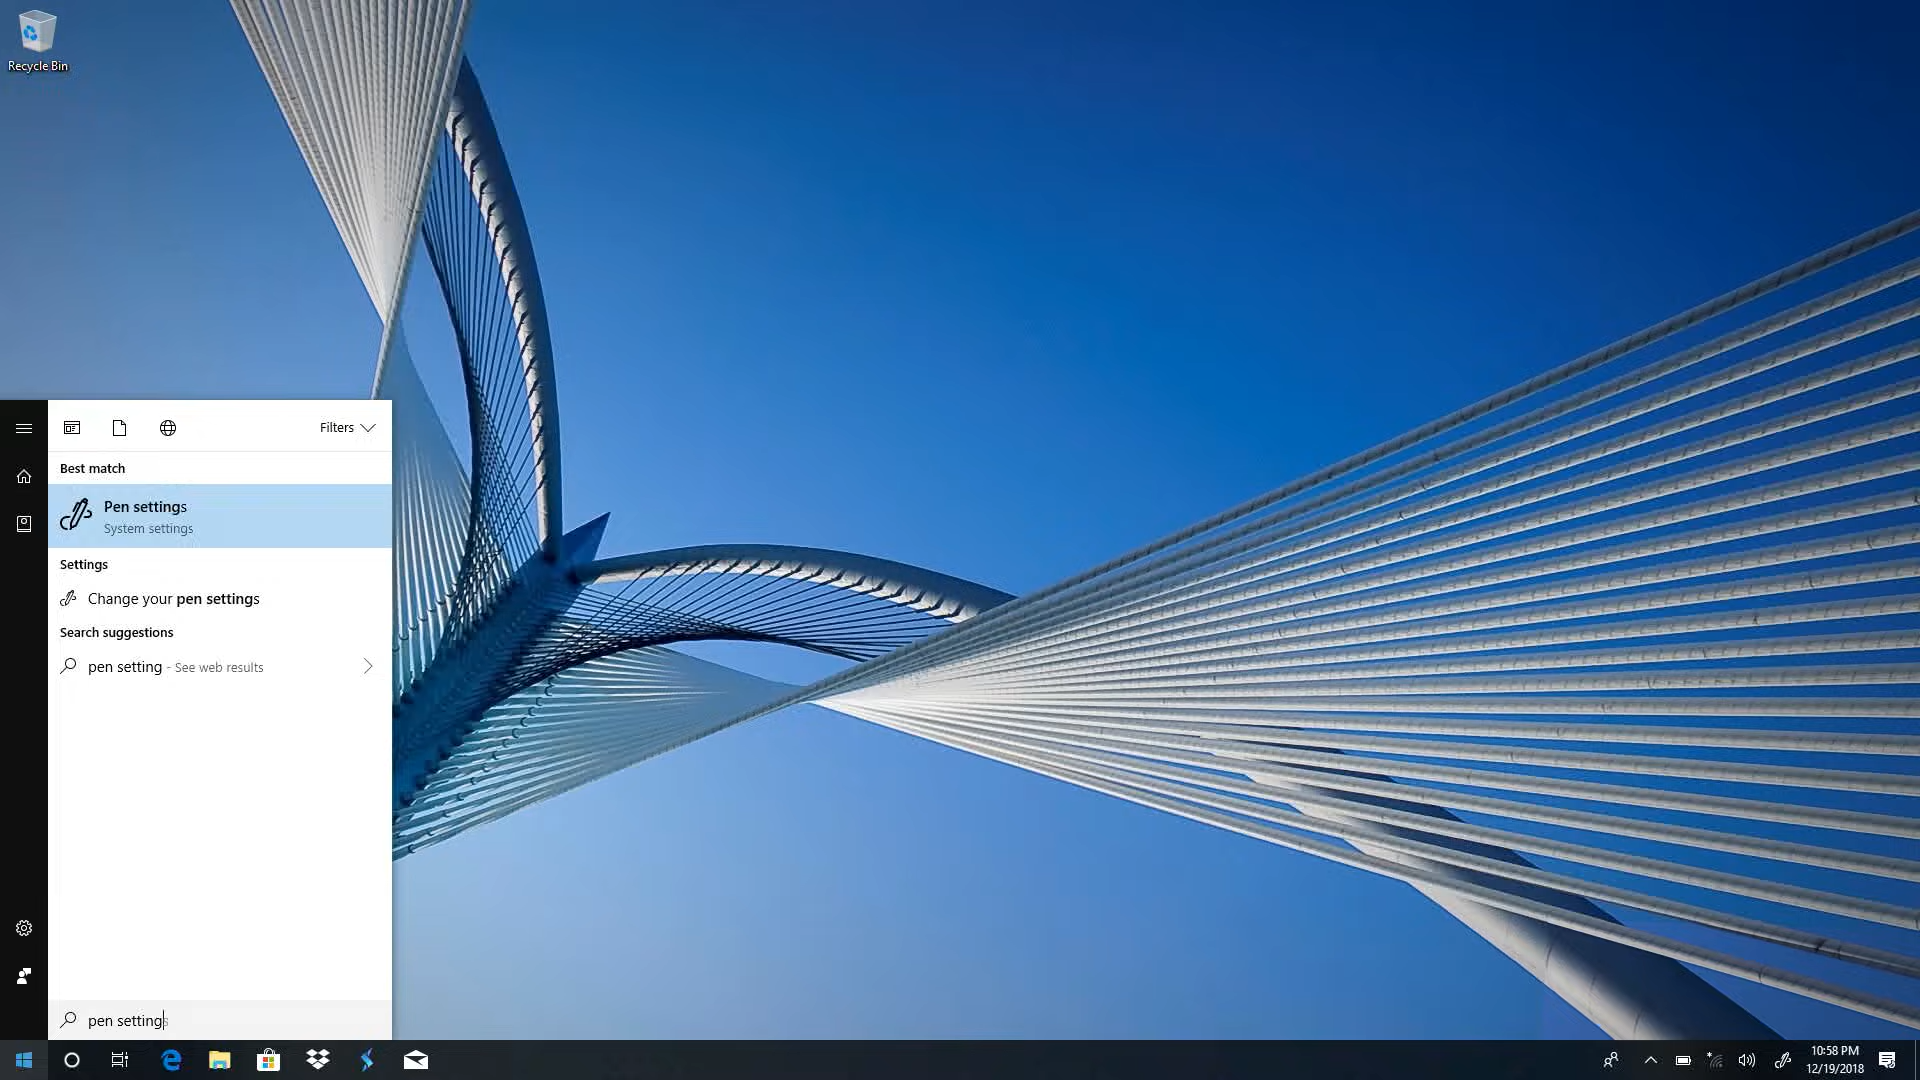 Recycle Bin
Filters
Best match
Pen settings
System settings
Settings
Change your pen settings
Search suggestions
pen setting - See web results
pen settings
10:58 PM
12/19/2018